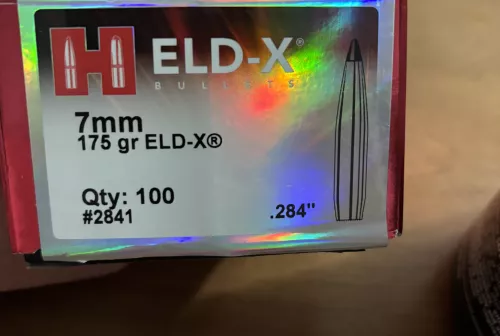 H ELD-X®
BULLETS
7mm
175 gr ELD-X®
Qty: 100
#2841
.284"